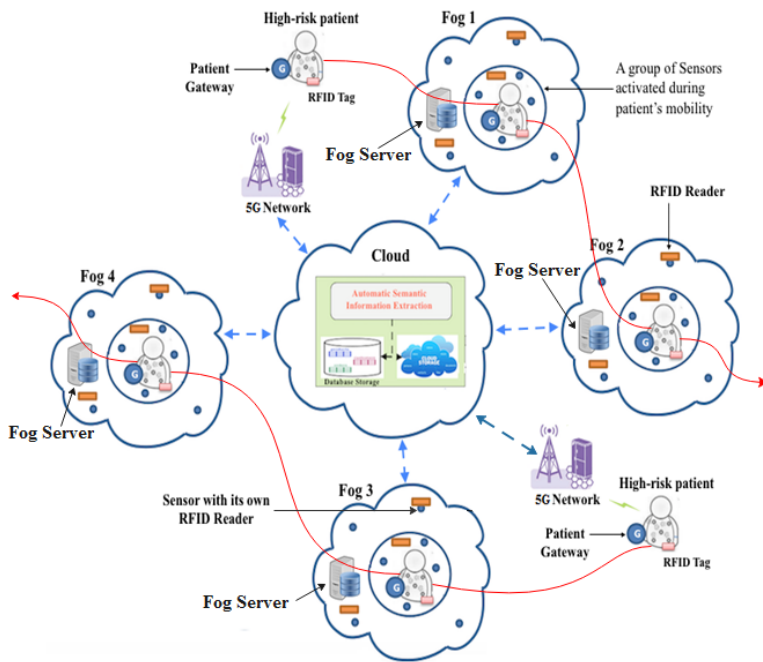 High-risk patient
Fog 1
Patient
Gateway
G
RFID Tag
G
A group of Sensors
activated during
patient's mobility
Fog Server
5G Network
RFID Reader
Cloud
Fog 2
Fog 4
Fog Server
Automatic Semantic
Information Extraction
G
G
CLOUD
STORAGE
Database Storage
Fog Server
5G Network
High-risk patient
Fog 3
Sensor with its own
RFID Reader
G
Patient
Gateway
RFID Tag
G
Fog Server